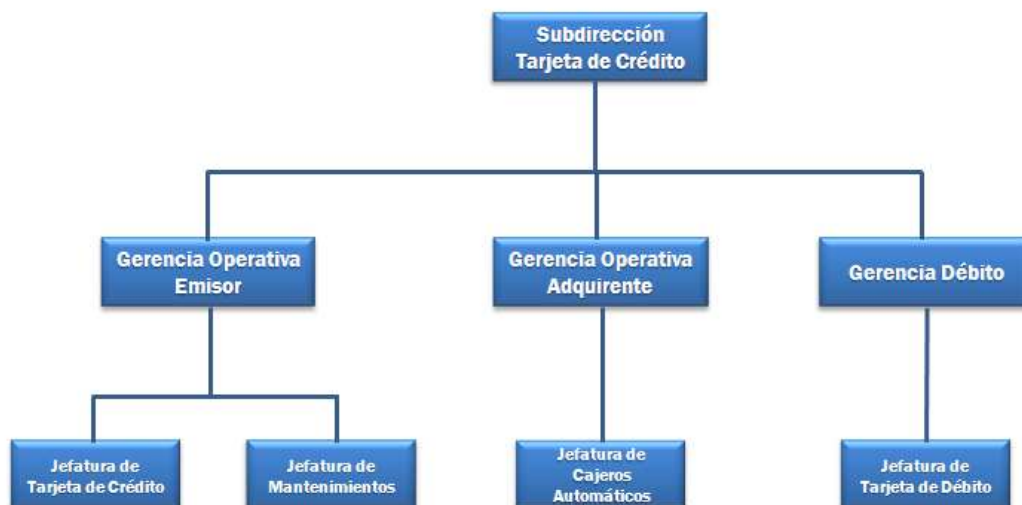 Subdirección
Tarjeta de Crédito
Gerencia Operativa
Emisor
Gerencia Operativa
Adquirente
Gerencia Débito
Jefatura de
Tarjeta de Crédito
Jefatura de
Mantenimientos
Jefatura de
Cajeros
Automáticos
Jefatura de
Tarjeta de Débito